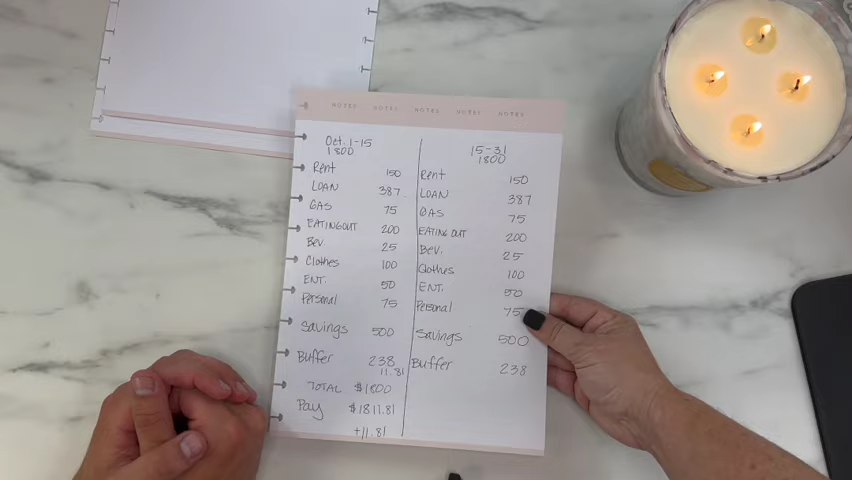 NOTES NOTES NOTES NOTES NOTES
Oct. 1-15
1800
Rent 150
LOAN 387
GAS 75
EATING OUT 200
Bev 25
Clothes 100
ENT. 50
Personal 75
Savings 500
Buffer 238
11.81
TOTAL $1800
Pay $1811.81
+11.81
15-31
1800
Rent 150
LOAN 387
GAS 75
EATING OUT 200
Bev. 25
Clothes 100
ENT. 50
Personal 75
Savings 500
Buffer 238